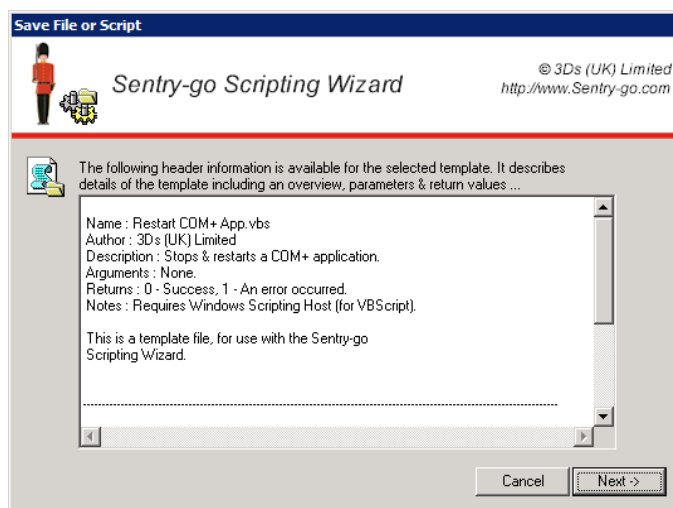 Save File or Script
Sentry-go Scripting Wizard
© 3Ds (UK) Limited
http://www.Sentry-go.com
The following header information is available for the selected template. It describes
details of the template including an overview, parameters & return values ...
Name : Restart COM+ App.vbs
Author : 3Ds (UK) Limited
Description : Stops & restarts a COM+ application.
Arguments : None.
Returns : 0 - Success, 1 - An error occurred.
Notes : Requires Windows Scripting Host (for VBScript).
This is a template file, for use with the Sentry-go
Scripting Wizard.
Cancel
Next ->